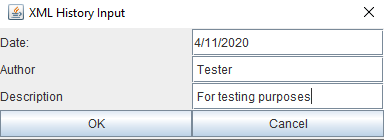 XML History Input
Date: 4/11/2020
Author Tester
Description For testing purposes
OK Cancel